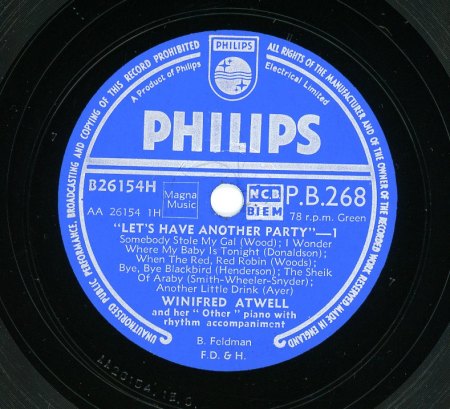 UNAUTHORISED PUBLIC PERFORMANCE, BROADCASTING AND COPYING OF THIS RECORD PROHIBITED
ALL RIGHTS OF THE MANUFACTURER AND OF THE OWNER OF THE RECORDED WORK RESERVED. MADE IN ENGLAND
PHILIPS
A Product of Philips Electrical Limited
PHILIPS
B26154H
Magna Music
N.C.B. BIEM
P.B.268
AA 26154 1H
78 r.p.m. Green
"LET'S HAVE ANOTHER PARTY"—1
Somebody Stole My Gal (Wood); I Wonder
Where My Baby Is Tonight (Donaldson);
When The Red, Red Robin (Woods);
Bye, Bye Blackbird (Henderson); The Sheik
Of Araby (Smith-Wheeler-Snyder);
Another Little Drink (Ayer)
WINIFRED ATWELL
and her "Other" piano with
rhythm accompaniment
B. Feldman
F.D. & H.